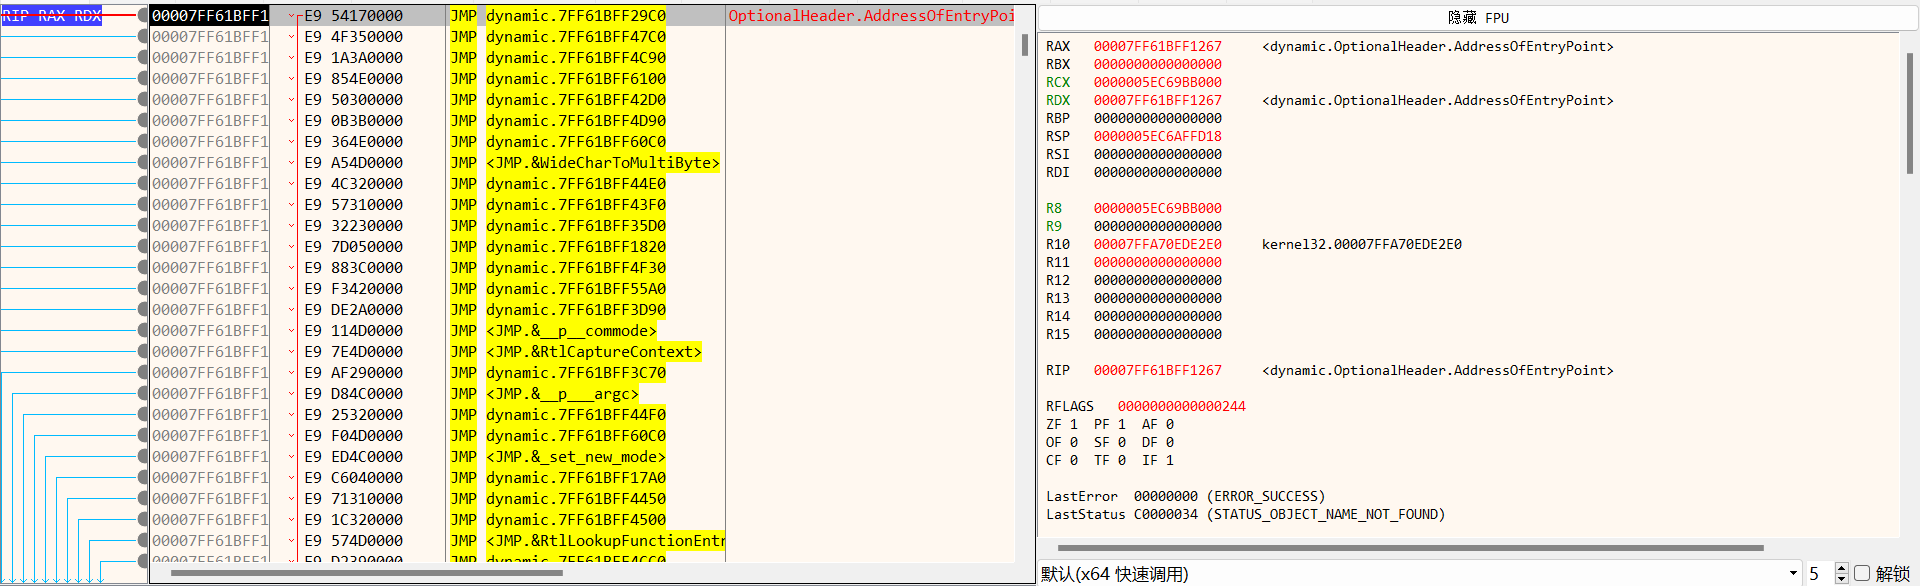 RIP RAX RDX
00007FF61BFF1 E9 54170000 JMP dynamic.7FF61BFF29C0 OptionalHeader.AddressOfEntryPoi
00007FF61BFF1 E9 4F350000 JMP dynamic.7FF61BFF47C0
00007FF61BFF1 E9 1A3A0000 JMP dynamic.7FF61BFF4C90
00007FF61BFF1 E9 854E0000 JMP dynamic.7FF61BFF6100
00007FF61BFF1 E9 50300000 JMP dynamic.7FF61BFF42D0
00007FF61BFF1 E9 0B3B0000 JMP dynamic.7FF61BFF4D90
00007FF61BFF1 E9 364E0000 JMP dynamic.7FF61BFF60C0
00007FF61BFF1 E9 A54D0000 JMP <JMP.&WideCharToMultiByte>
00007FF61BFF1 E9 4C320000 JMP dynamic.7FF61BFF44E0
00007FF61BFF1 E9 57310000 JMP dynamic.7FF61BFF43F0
00007FF61BFF1 E9 32230000 JMP dynamic.7FF61BFF35D0
00007FF61BFF1 E9 7D050000 JMP dynamic.7FF61BFF1820
00007FF61BFF1 E9 883C0000 JMP dynamic.7FF61BFF4F30
00007FF61BFF1 E9 F3420000 JMP dynamic.7FF61BFF55A0
00007FF61BFF1 E9 DE2A0000 JMP dynamic.7FF61BFF3D90
00007FF61BFF1 E9 114D0000 JMP <JMP.&__p__commode>
00007FF61BFF1 E9 7E4D0000 JMP <JMP.&RtlCaptureContext>
00007FF61BFF1 E9 AF290000 JMP dynamic.7FF61BFF3C70
00007FF61BFF1 E9 D84C0000 JMP <JMP.&__p___argc>
00007FF61BFF1 E9 25320000 JMP dynamic.7FF61BFF44F0
00007FF61BFF1 E9 F04D0000 JMP dynamic.7FF61BFF60C0
00007FF61BFF1 E9 ED4C0000 JMP <JMP.&_set_new_mode>
00007FF61BFF1 E9 C6040000 JMP dynamic.7FF61BFF17A0
00007FF61BFF1 E9 71310000 JMP dynamic.7FF61BFF4450
00007FF61BFF1 E9 1C320000 JMP dynamic.7FF61BFF4500
00007FF61BFF1 E9 574D0000 JMP <JMP.&RtlLookupFunctionEntr
00007FF61BFF1 E9 D2390000 JMP dynamic.7FF61BFF4CC0
隐藏 FPU
RAX 00007FF61BFF1267 <dynamic.OptionalHeader.AddressOfEntryPoint>
RBX 0000000000000000
RCX 0000005EC69BB000
RDX 00007FF61BFF1267 <dynamic.OptionalHeader.AddressOfEntryPoint>
RBP 0000000000000000
RSP 0000005EC6AFFD18
RSI 0000000000000000
RDI 0000000000000000
R8 0000005EC69BB000
R9 0000000000000000
R10 00007FFA70EDE2E0 kernel32.00007FFA70EDE2E0
R11 0000000000000000
R12 0000000000000000
R13 0000000000000000
R14 0000000000000000
R15 0000000000000000
RIP 00007FF61BFF1267 <dynamic.OptionalHeader.AddressOfEntryPoint>
RFLAGS 0000000000000244
ZF 1 PF 1 AF 0
OF 0 SF 0 DF 0
CF 0 TF 0 IF 1
LastError 00000000 (ERROR_SUCCESS)
LastStatus C0000034 (STATUS_OBJECT_NAME_NOT_FOUND)
默认(x64 快速调用) 5 解锁